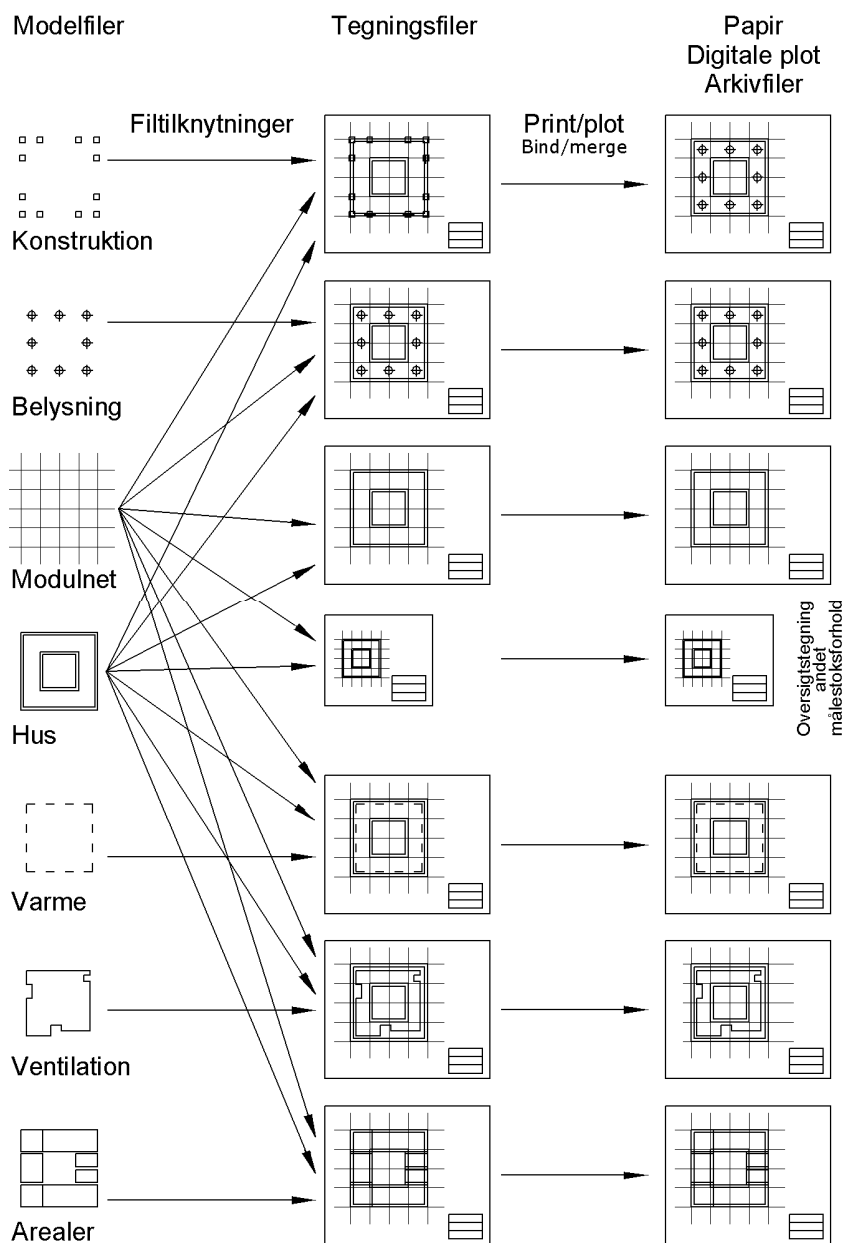 Modelfiler
Tegningsfiler
Papir
Digitale plot
Arkivfiler
Filtilknytninger
Print/plot
Bind/merge
Konstruktion
Belysning
Modulnet
Hus
Oversigtstegning
andet
målestoksforhold
Varme
Ventilation
Arealer